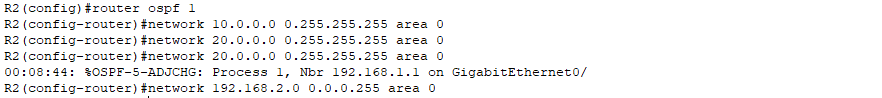 R2(config)#router ospf 1
R2(config-router)#network 10.0.0.0 0.255.255.255 area 0
R2(config-router)#network 20.0.0.0 0.255.255.255 area 0
R2(config-router)#network 20.0.0.0 0.255.255.255 area 0
00:08:44: %OSPF-5-ADJCHG: Process 1, Nbr 192.168.1.1 on GigabitEthernet0/
R2(config-router)#network 192.168.2.0 0.0.0.255 area 0